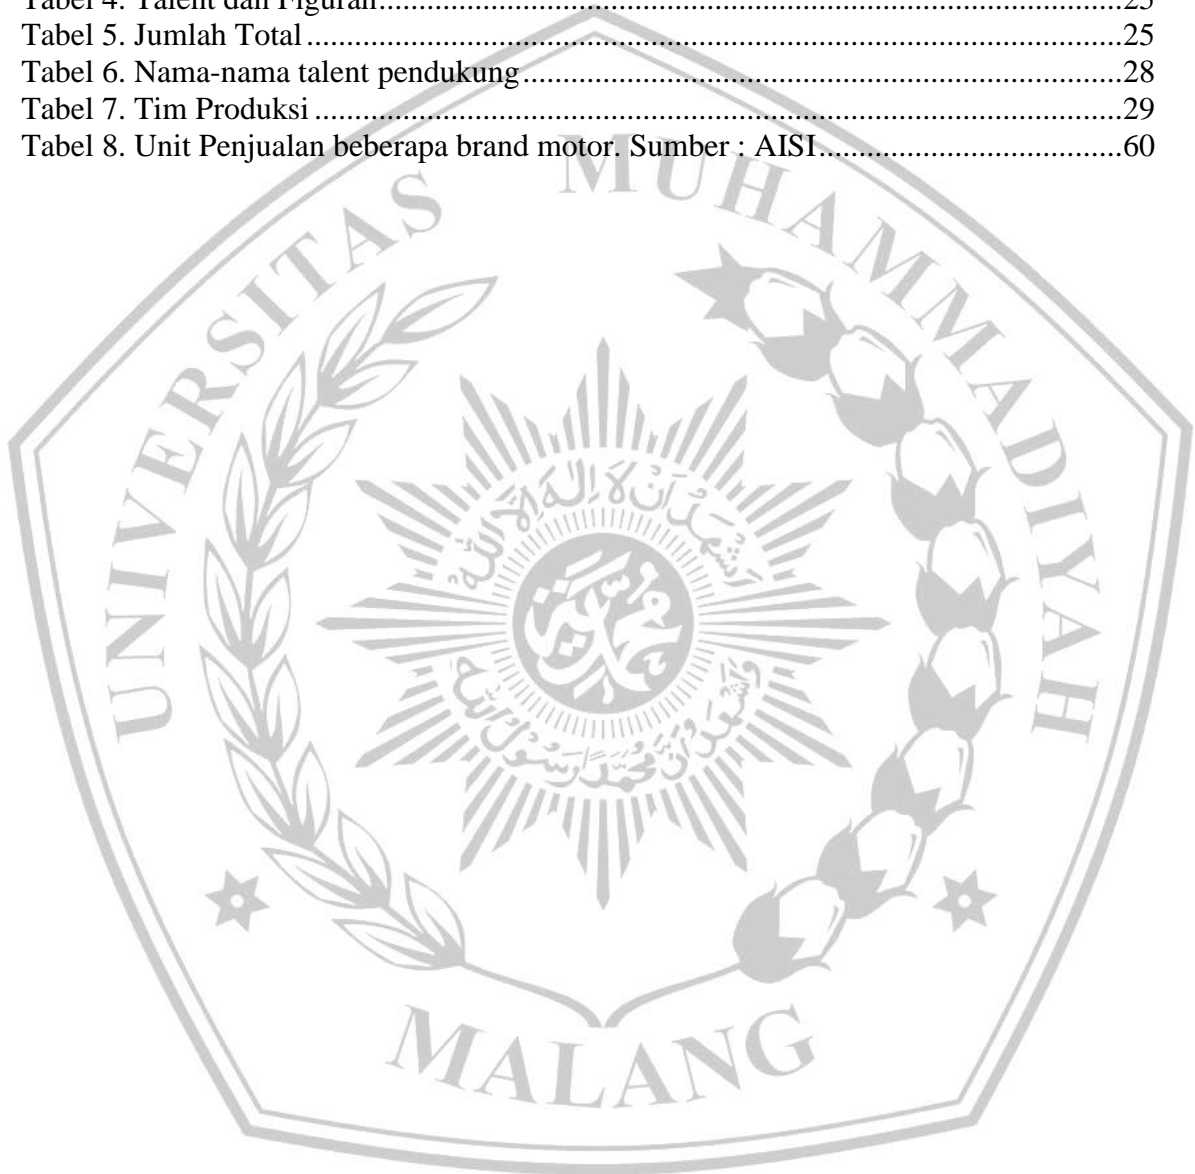 Tabel 4. Talent dan Figuran........................................................................................25
Tabel 5. Jumlah Total................................................................................................25
Tabel 6. Nama-nama talent pendukung.....................................................................28
Tabel 7. Tim Produksi...............................................................................................29
Tabel 8. Unit Penjualan beberapa brand motor. Sumber : AISI................................60
UNIVERSITAS MUHAMMADIYAH
MALANG